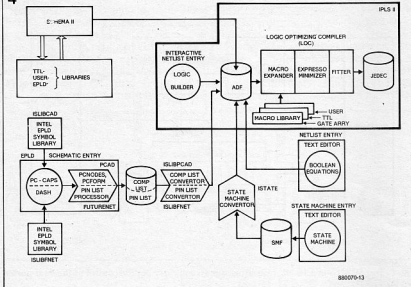 4
SCHEMA II
IPLS II
LOGIC OPTIMIZING COMPILER
(LOC)
INTERACTIVE
NETLIST ENTRY
LOGIC
BUILDER
ADF
MACRO
EXPANDER
EXPRESSO
MINIMIZER
FITTER
JEDEC
TTL-
USER-
EPLD-
LIBRARIES
USER
TTL
GATE ARRAY
MACRO LIBRARY
ISLIBCAD
INTEL
EPLD
SYMBOL
LIBRARY
NETLIST ENTRY
TEXT EDITOR
BOOLEAN
EQUATIONS
EPLD
SCHEMATIC ENTRY
PCAD
PC-CAPS
DASH
PCNODES,
PCFORM
PIN LIST
PROCESSOR
FUTURENET
COMP
LIST
PIN LIST
ISLIBPCAD
COMP LIST
CONVERTOR
PIN LIST
CONVERTOR
ISLIBFNET
ISTATE
STATE
MACHINE
CONVERTOR
INTEL
EPLD
SYMBOL
LIBRARY
ISLIBFNET
SMF
STATE MACHINE ENTRY
TEXT EDITOR
STATE
MACHINE
880070-13